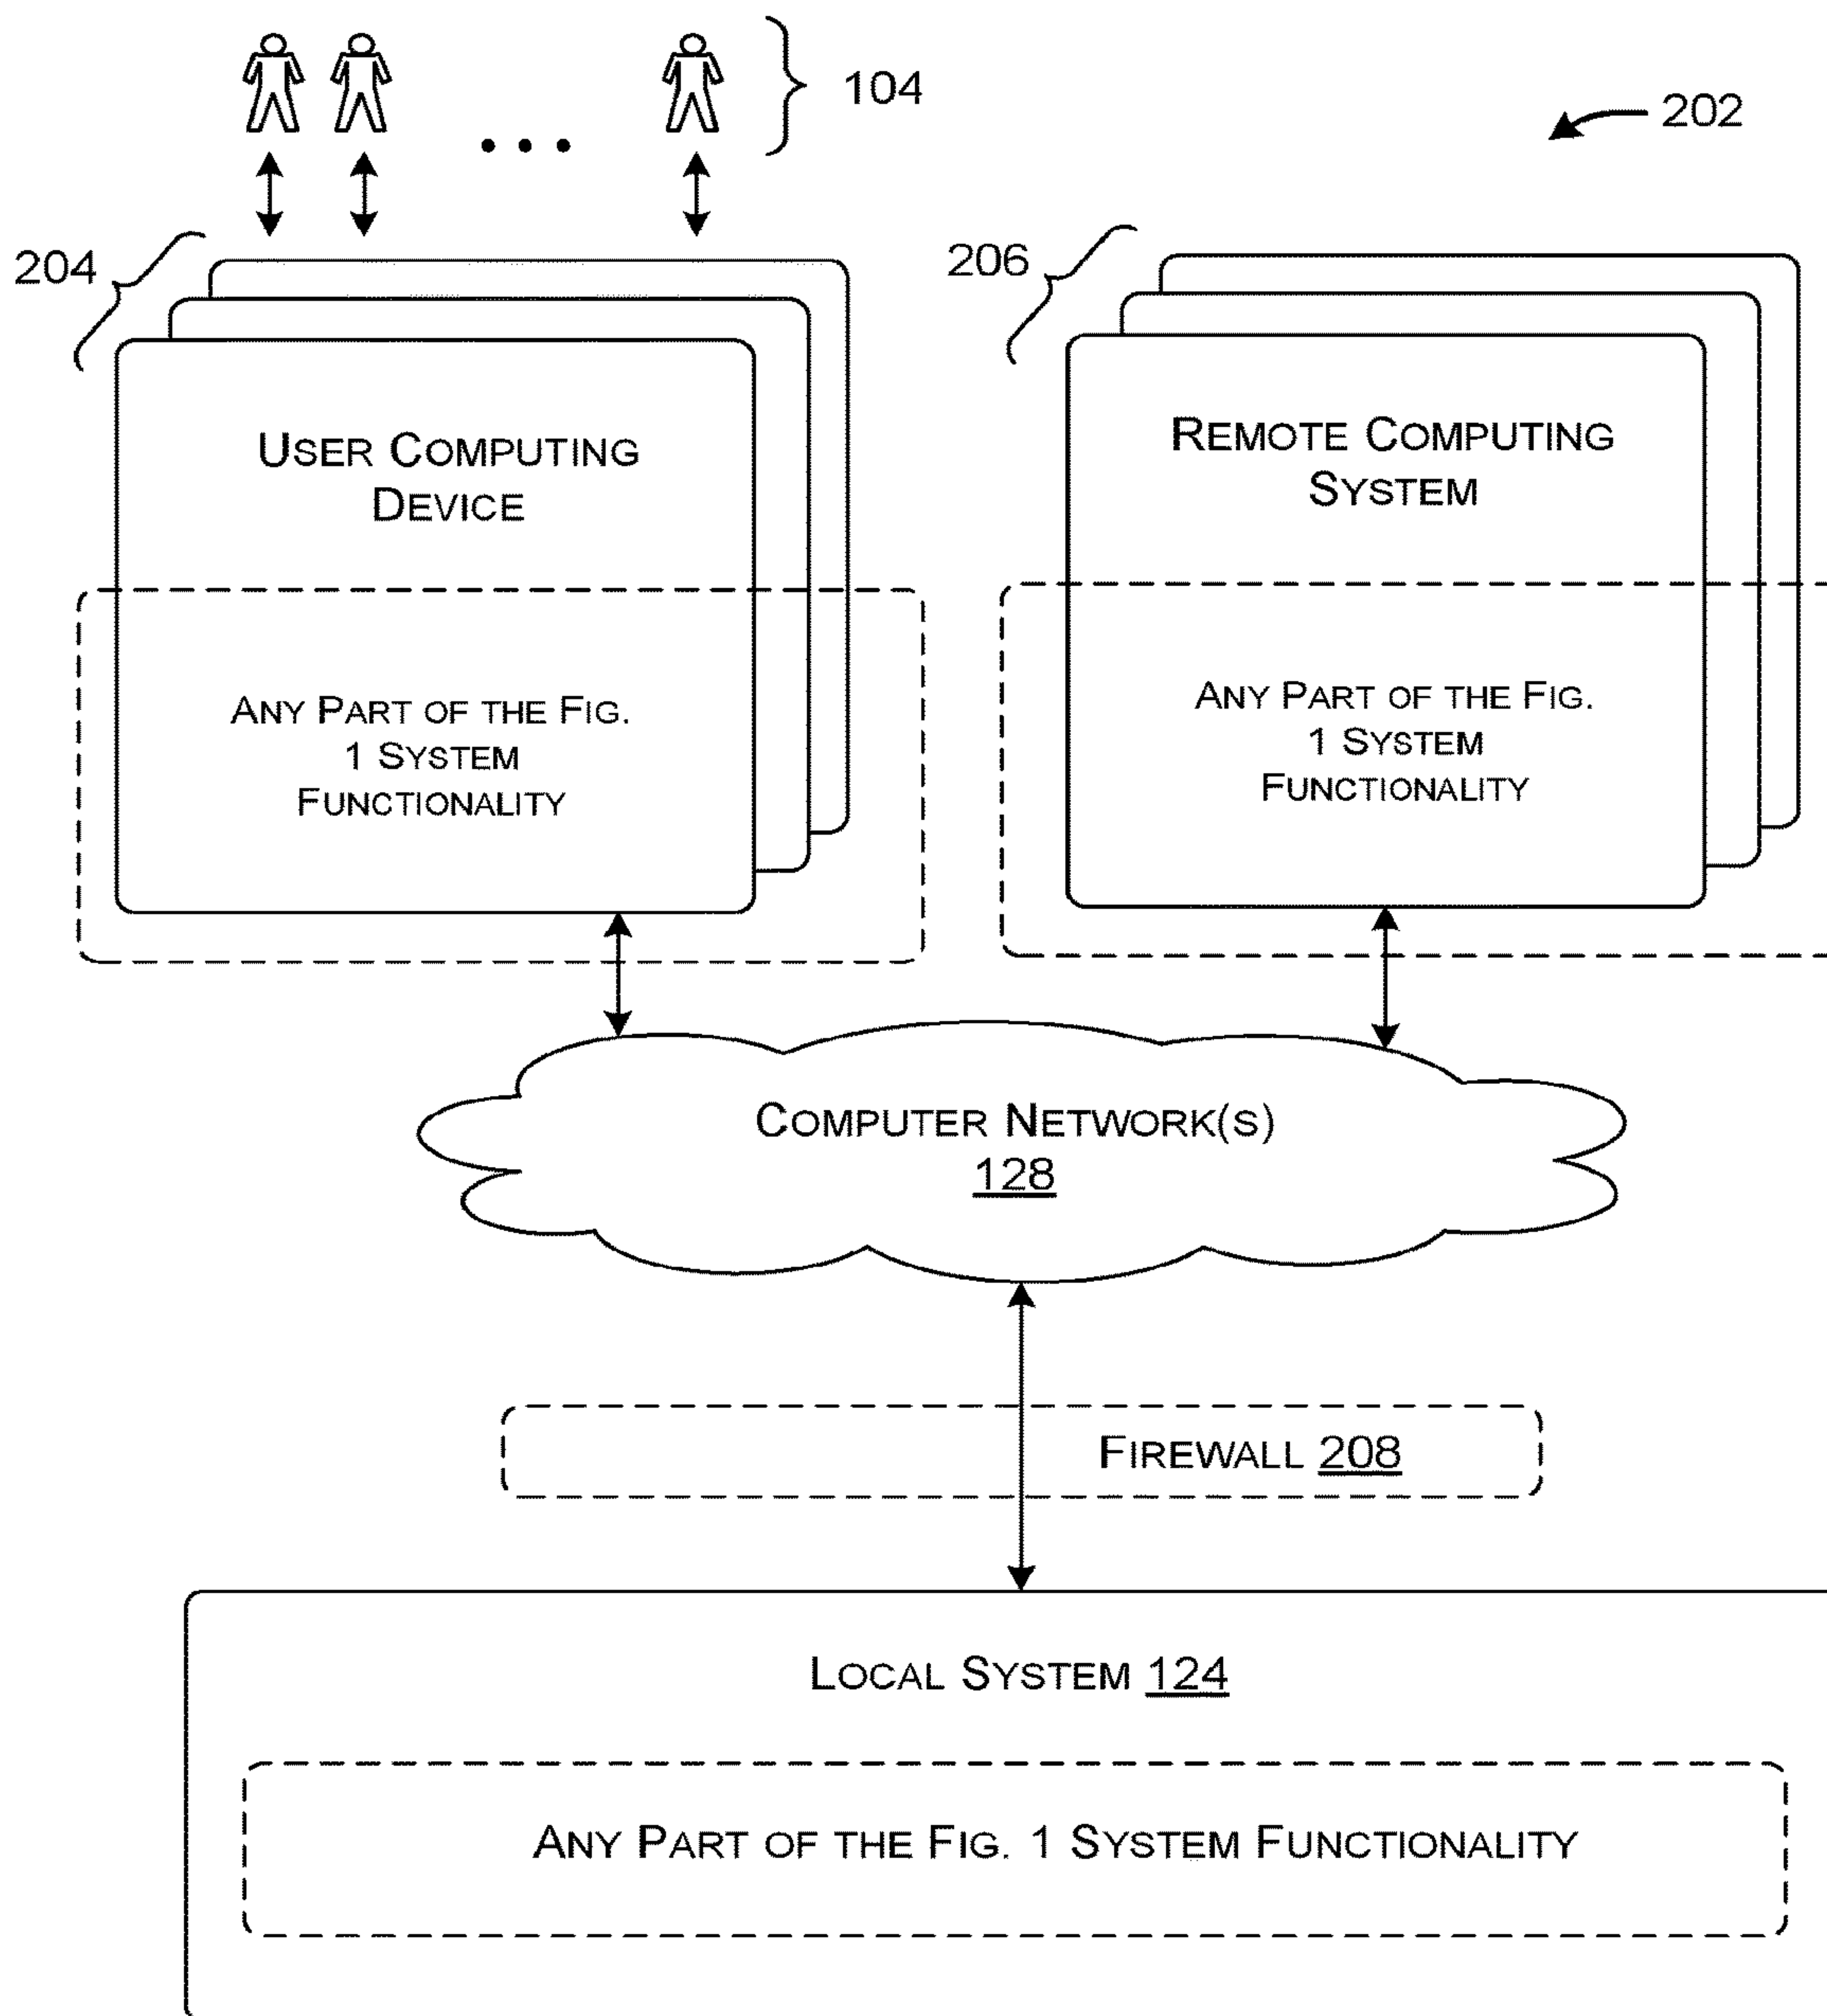 104
202
204
206
USER COMPUTING
DEVICE
REMOTE COMPUTING
SYSTEM
ANY PART OF THE FIG.
1 SYSTEM
FUNCTIONALITY
ANY PART OF THE FIG.
1 SYSTEM
FUNCTIONALITY
COMPUTER NETWORK(S)
128
FIREWALL 208
LOCAL SYSTEM 124
ANY PART OF THE FIG. 1 SYSTEM FUNCTIONALITY